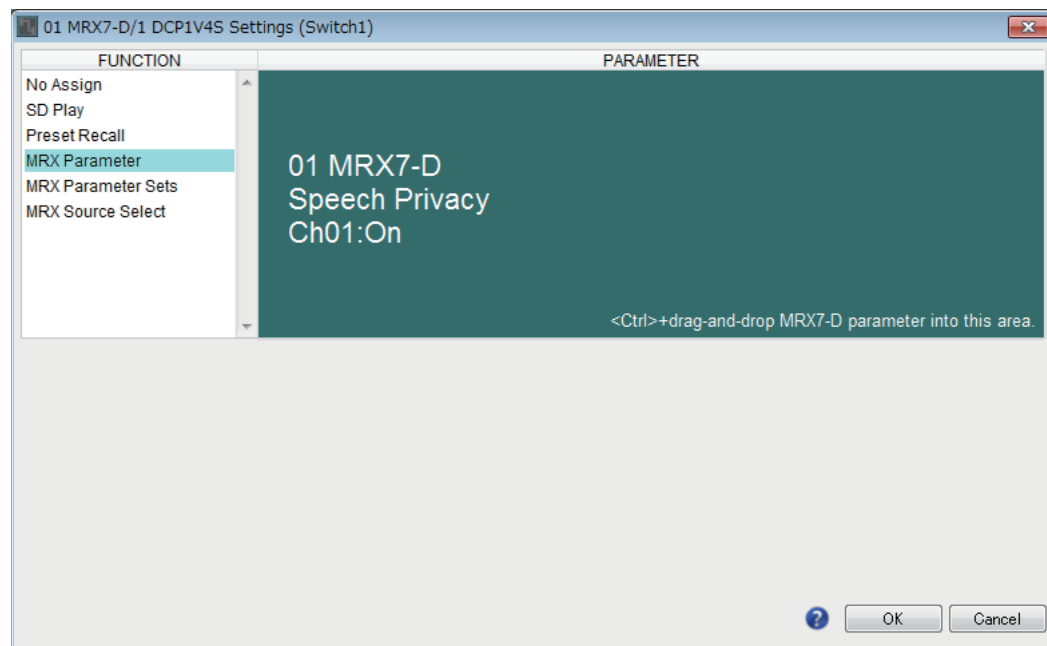 01 MRX7-D/1 DCP1V4S Settings (Switch1)
FUNCTION
PARAMETER
No Assign
SD Play
Preset Recall
MRX Parameter
MRX Parameter Sets
MRX Source Select
01 MRX7-D
Speech Privacy
Ch01:On
<Ctrl>+drag-and-drop MRX7-D parameter into this area.
OK
Cancel